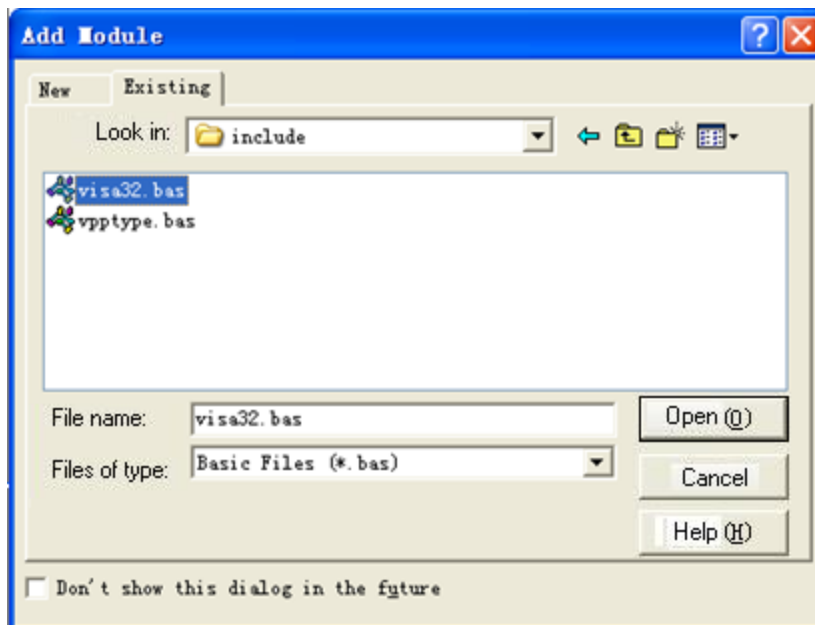 Add Module
New Existing
Look in: include
visa32.bas
vpptype.bas
File name: visa32.bas Open (O)
Files of type: Basic Files (*.bas)
Cancel
Help (H)
Don't show this dialog in the future